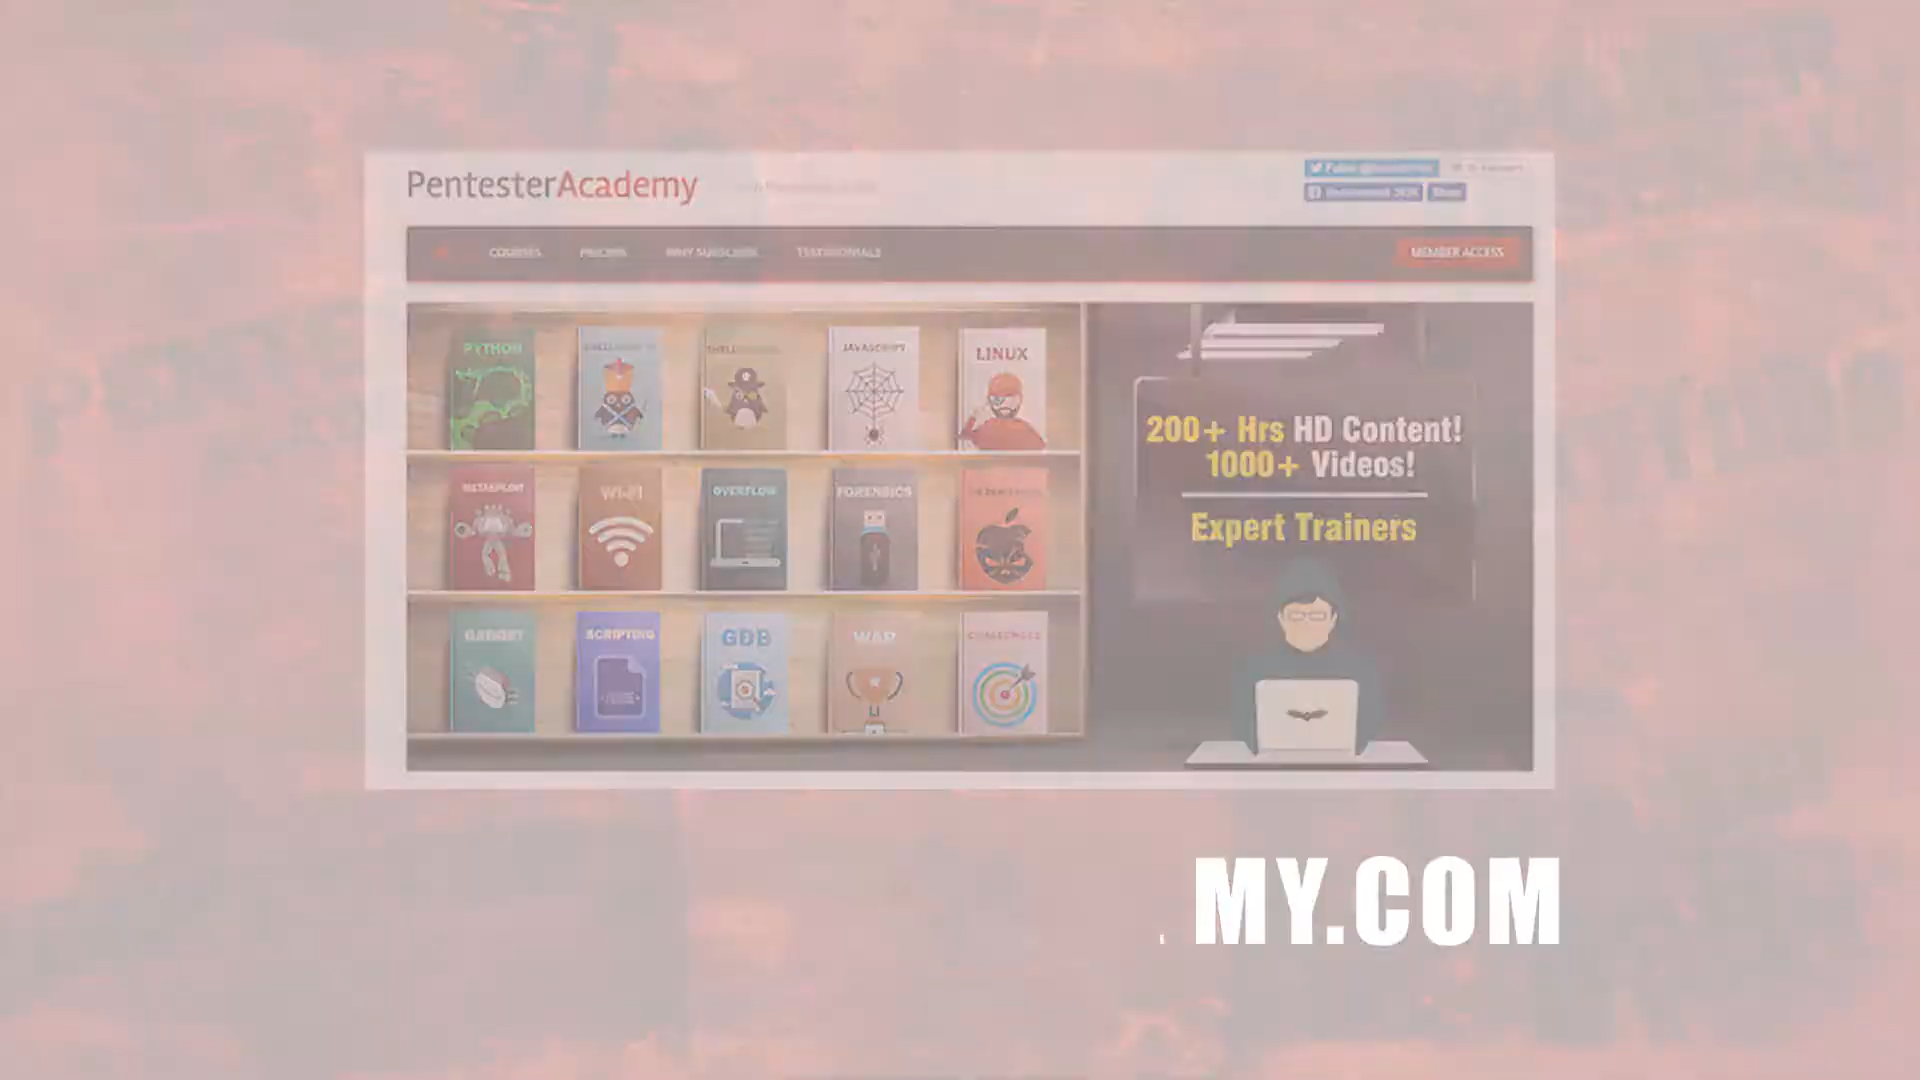 PentesterAcademy
COURSES PRICING WHY SUBSCRIBE TESTIMONIALS MEMBER ACCESS
PYTHON JAVASCRIPT LINUX
200+ Hrs HD Content!
1000+ Videos!
Expert Trainers
METASPLOIT WI-FI OVERFLOW FORENSICS
GADGET SCRIPTING GDB WAP CHALLENGES
MY.COM